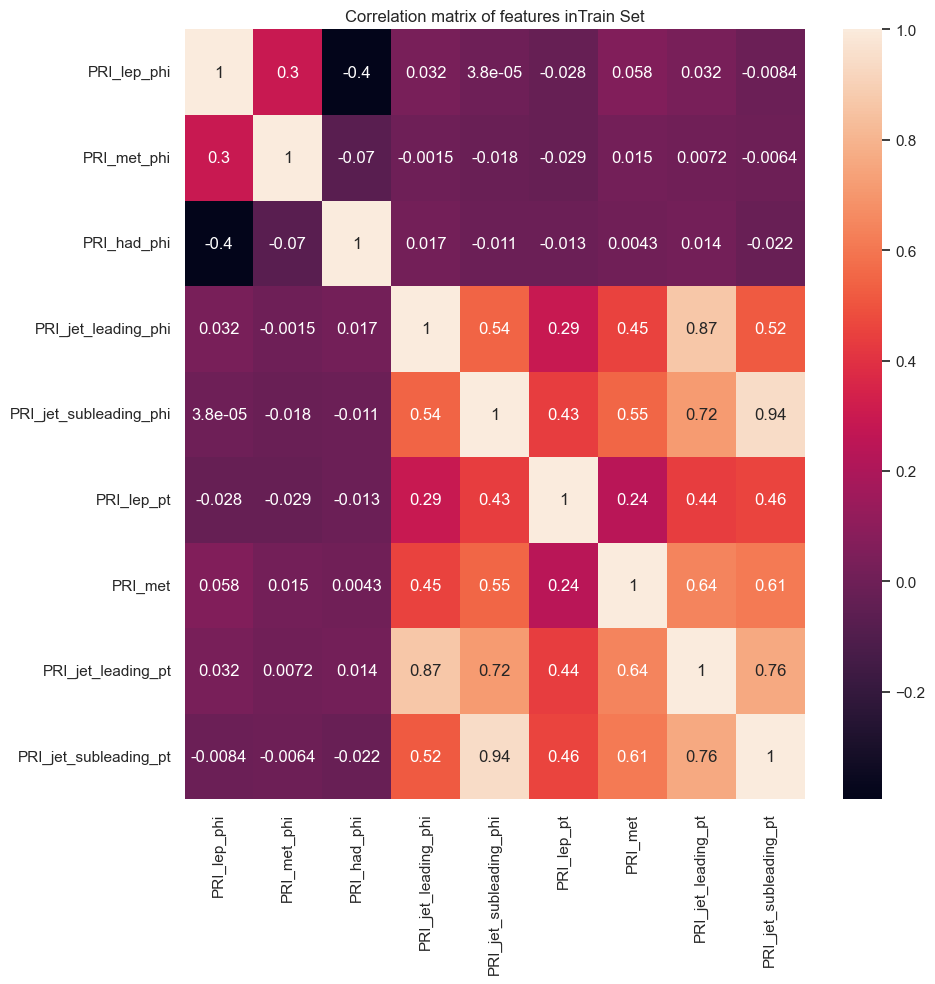 Correlation matrix of features inTrain Set
PRI_lep_phi 1 0.3 -0.4 0.032 3.8e-05 -0.028 0.058 0.032 -0.0084
PRI_met_phi 0.3 1 -0.07 -0.0015 -0.018 -0.029 0.015 0.0072 -0.0064
PRI_had_phi -0.4 -0.07 1 0.017 -0.011 -0.013 0.0043 0.014 -0.022
PRI_jet_leading_phi 0.032 -0.0015 0.017 1 0.54 0.29 0.45 0.87 0.52
PRI_jet_subleading_phi 3.8e-05 -0.018 -0.011 0.54 1 0.43 0.55 0.72 0.94
PRI_lep_pt -0.028 -0.029 -0.013 0.29 0.43 1 0.24 0.44 0.46
PRI_met 0.058 0.015 0.0043 0.45 0.55 0.24 1 0.64 0.61
PRI_jet_leading_pt 0.032 0.0072 0.014 0.87 0.72 0.44 0.64 1 0.76
PRI_jet_subleading_pt -0.0084 -0.0064 -0.022 0.52 0.94 0.46 0.61 0.76 1
PRI_lep_phi
PRI_met_phi
PRI_had_phi
PRI_jet_leading_phi
PRI_jet_subleading_phi
PRI_lep_pt
PRI_met
PRI_jet_leading_pt
PRI_jet_subleading_pt
1.0
0.8
0.6
0.4
0.2
0.0
−0.2